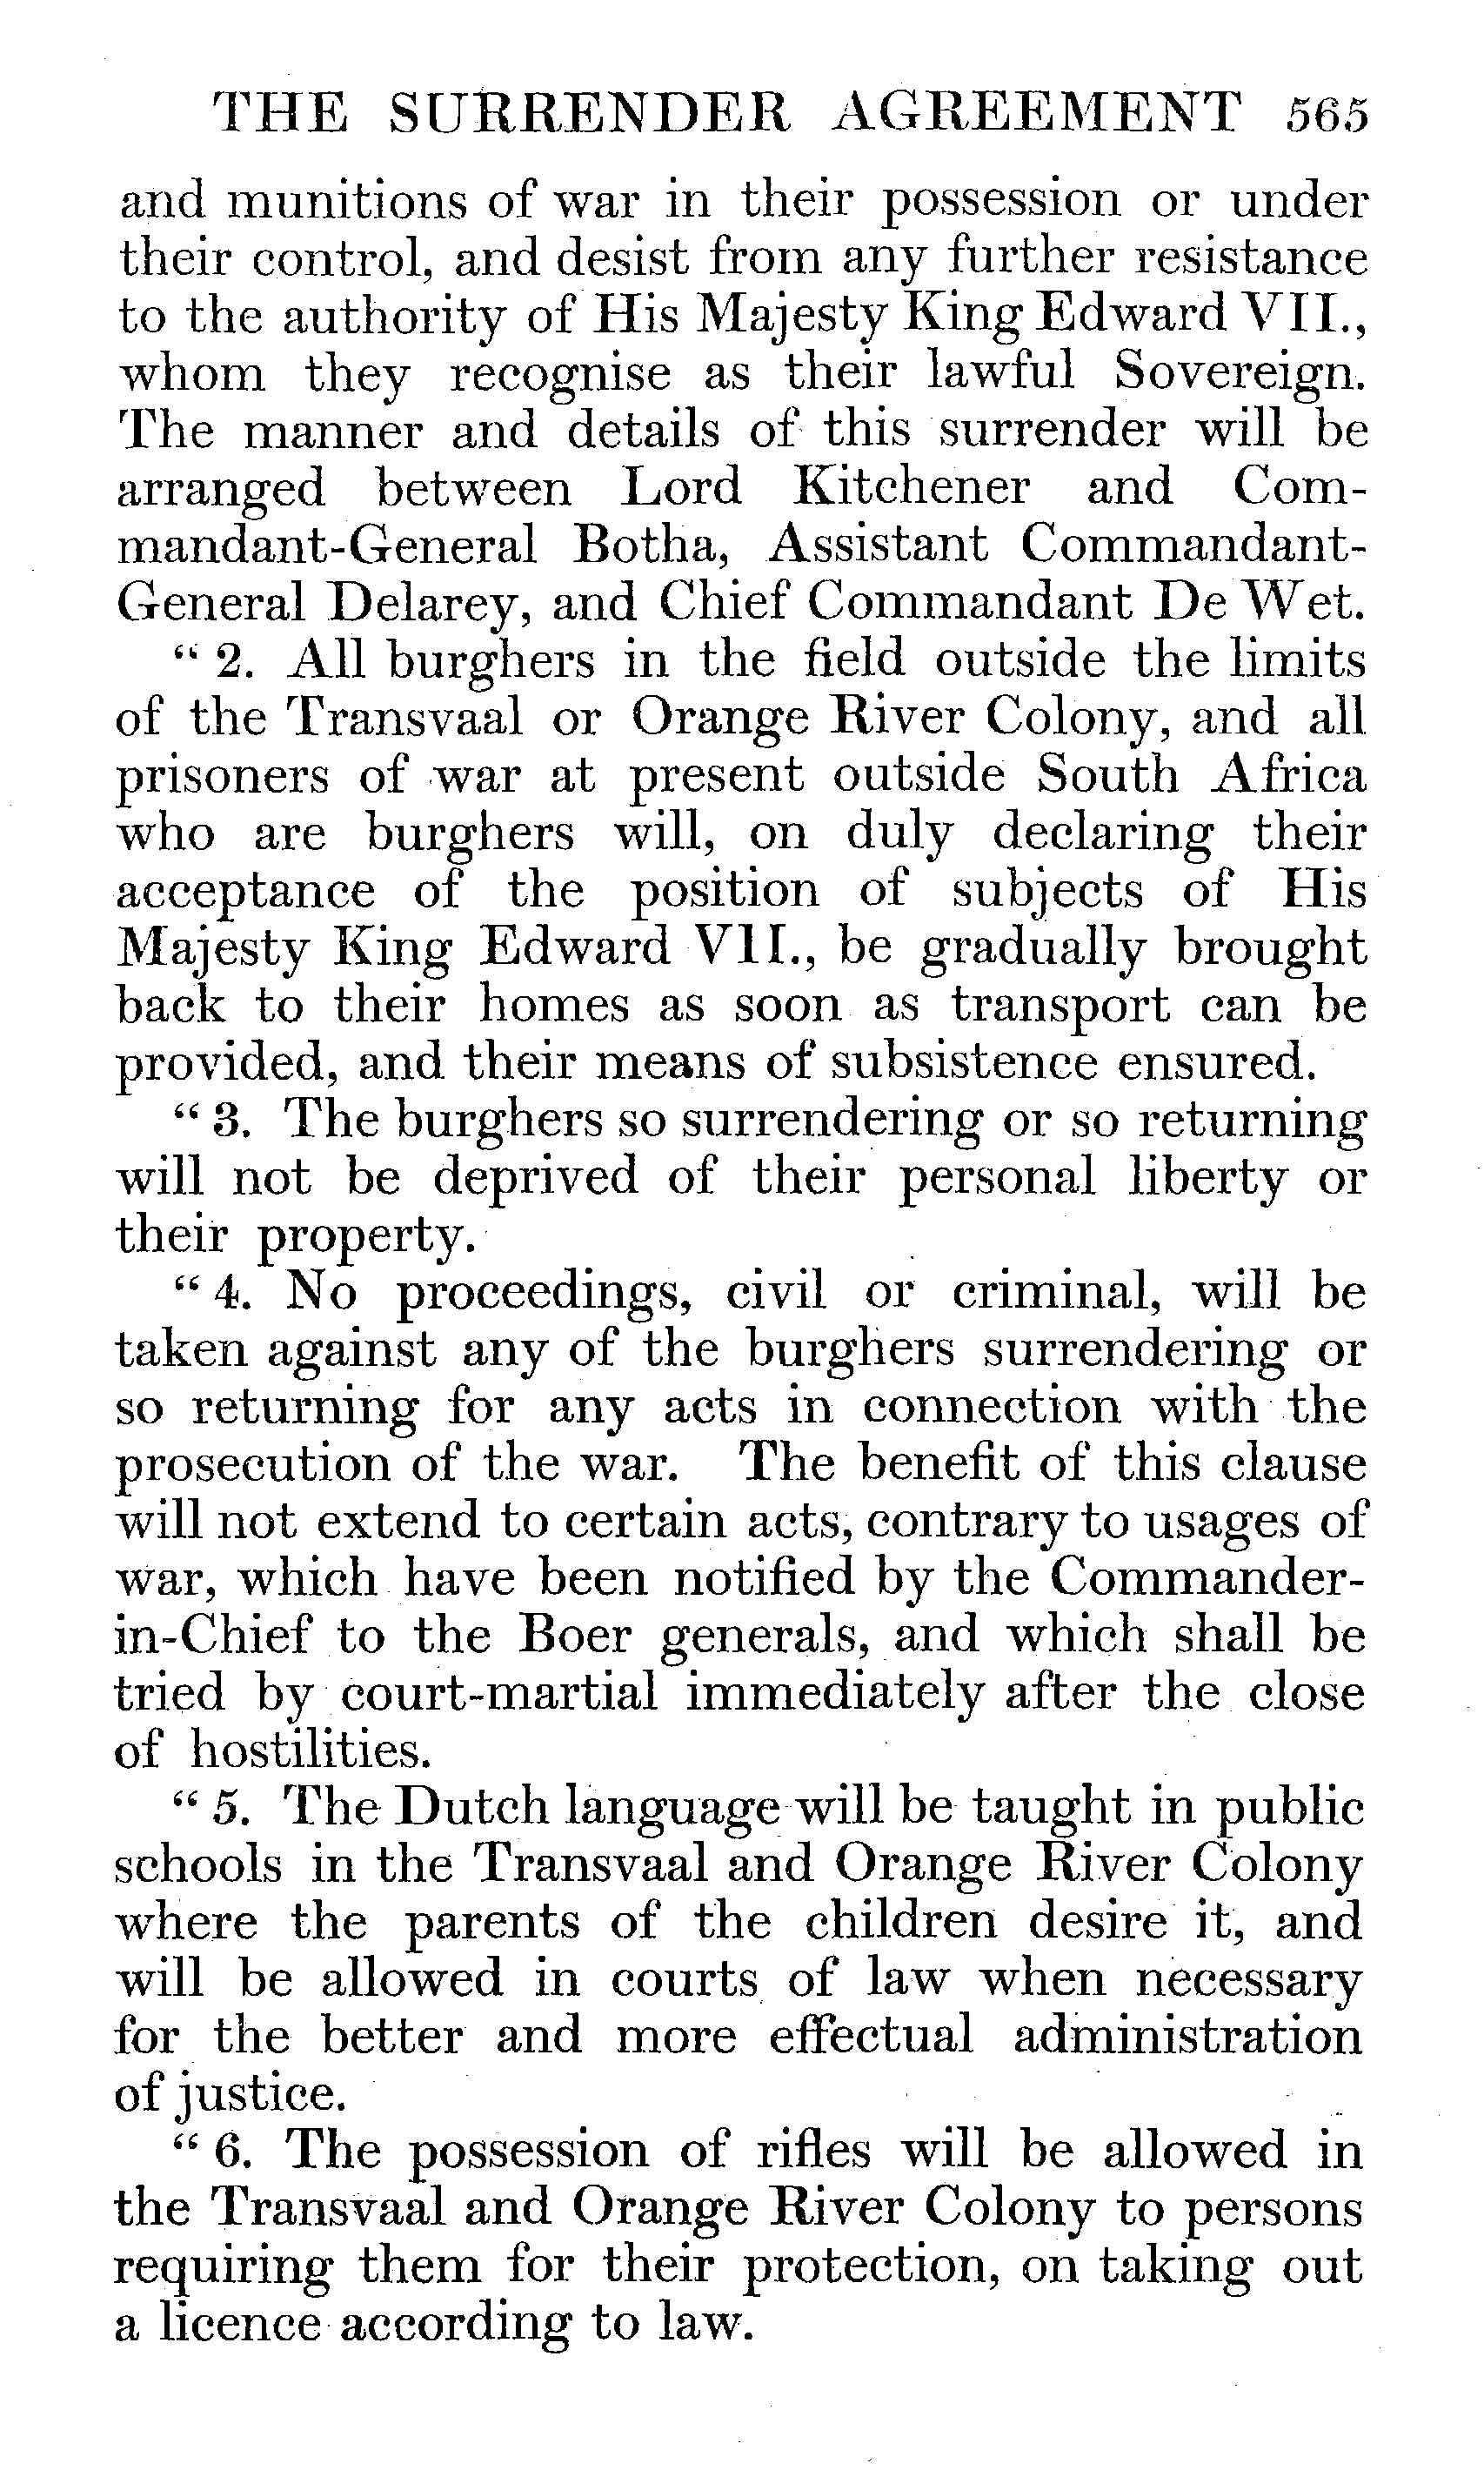 THE SURRENDER AGREEMENT 565
and munitions of war in their possession or under
their control, and desist from any further resistance
to the authority of His Majesty King Edward VII.,
whom they recognise as their lawful Sovereign.
The manner and details of this surrender will be
arranged between Lord Kitchener and Com-
mandant-General Botha, Assistant Commandant-
General Delarey, and Chief Commandant De Wet.
“ 2. All burghers in the field outside the limits
of the Transvaal or Orange River Colony, and all
prisoners of war at present outside South Africa
who are burghers will, on duly declaring their
acceptance of the position of subjects of His
Majesty King Edward VII., be gradually brought
back to their homes as soon as transport can be
provided, and their means of subsistence ensured.
“ 3. The burghers so surrendering or so returning
will not be deprived of their personal liberty or
their property.
“ 4. No proceedings, civil or criminal, will be
taken against any of the burghers surrendering or
so returning for any acts in connection with the
prosecution of the war. The benefit of this clause
will not extend to certain acts, contrary to usages of
war, which have been notified by the Commander-
in-Chief to the Boer generals, and which shall be
tried by court-martial immediately after the close
of hostilities.
“ 5. The Dutch language will be taught in public
schools in the Transvaal and Orange River Colony
where the parents of the children desire it, and
will be allowed in courts of law when necessary
for the better and more effectual administration
of justice.
“ 6. The possession of rifles will be allowed in
the Transvaal and Orange River Colony to persons
requiring them for their protection, on taking out
a licence according to law.